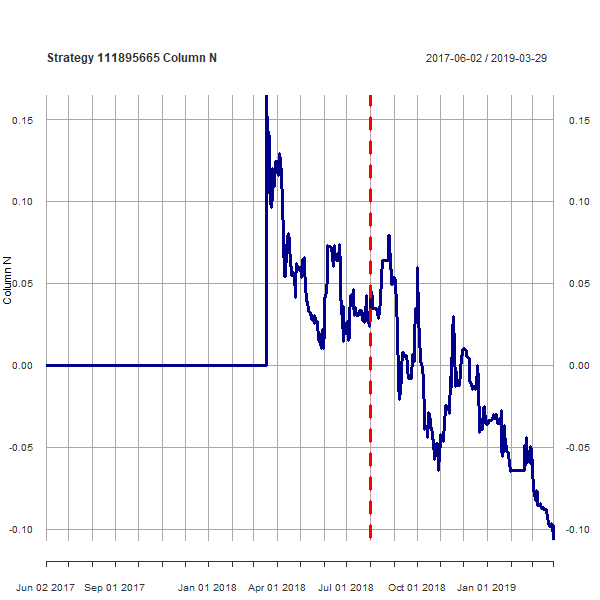 Strategy 111895665 Column N
2017-06-02 / 2019-03-29
0.15 0.15
0.10 0.10
0.05 0.05
Column N
0.00 0.00
-0.05 -0.05
-0.10 -0.10
Jun 02 2017 Sep 01 2017 Jan 01 2018 Apr 01 2018 Jul 01 2018 Oct 01 2018 Jan 01 2019